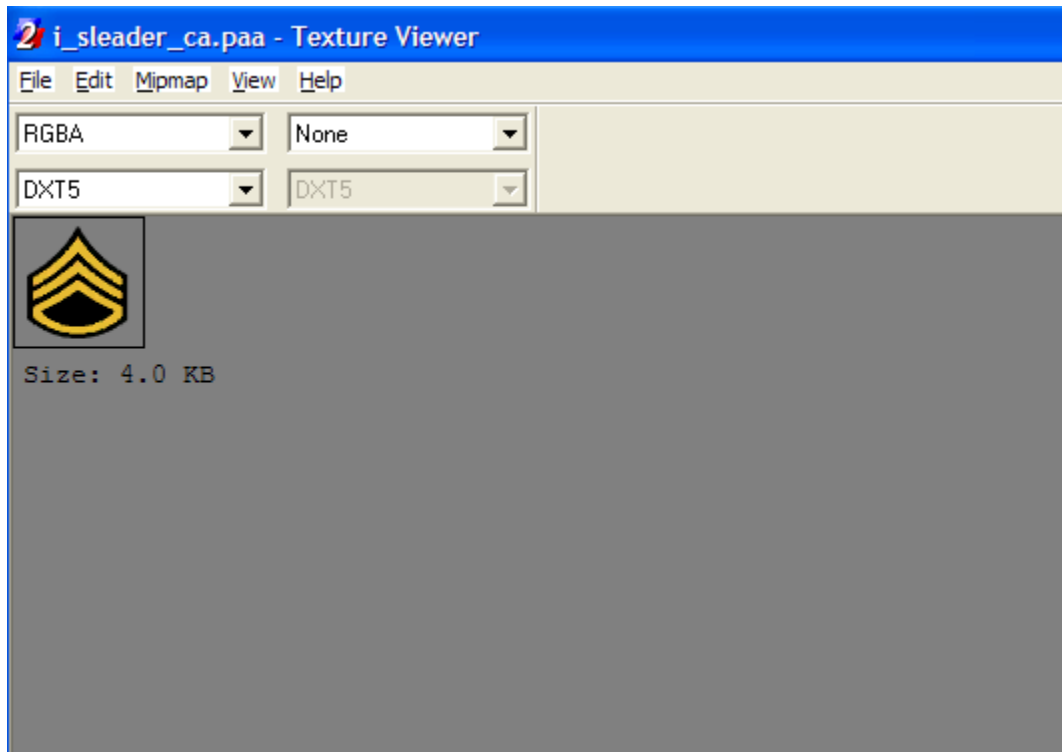 i_sleader_ca.paa - Texture Viewer
File Edit Mipmap View Help
RGBA None
DXT5 DXT5
Size: 4.0 KB